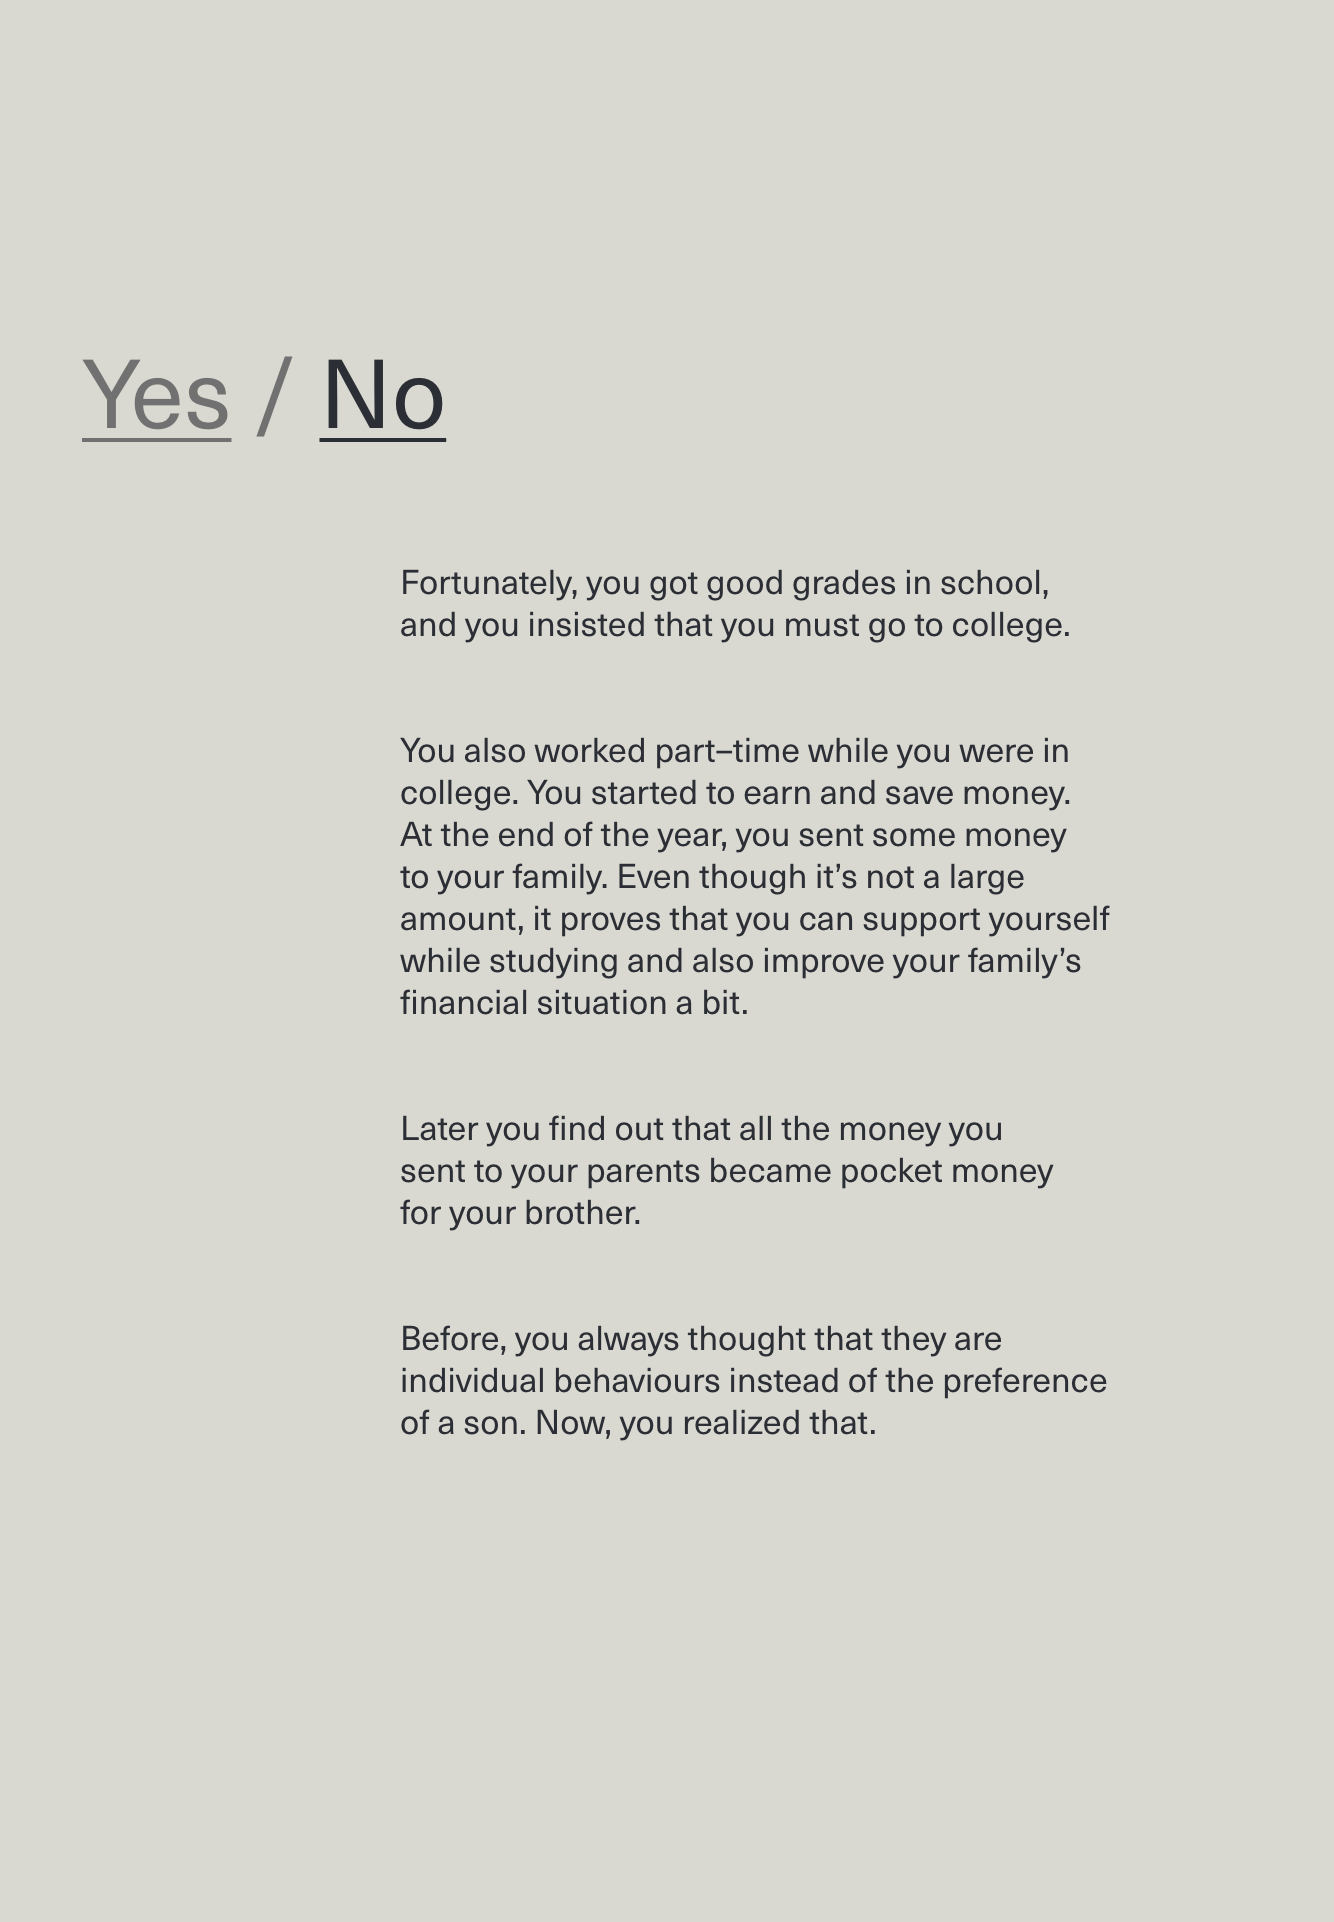 Yes / No
Fortunately, you got good grades in school,
and you insisted that you must go to college.
You also worked part–time while you were in
college. You started to earn and save money.
At the end of the year, you sent some money
to your family. Even though it’s not a large
amount, it proves that you can support yourself
while studying and also improve your family’s
financial situation a bit.
Later you find out that all the money you
sent to your parents became pocket money
for your brother.
Before, you always thought that they are
individual behaviours instead of the preference
of a son. Now, you realized that.